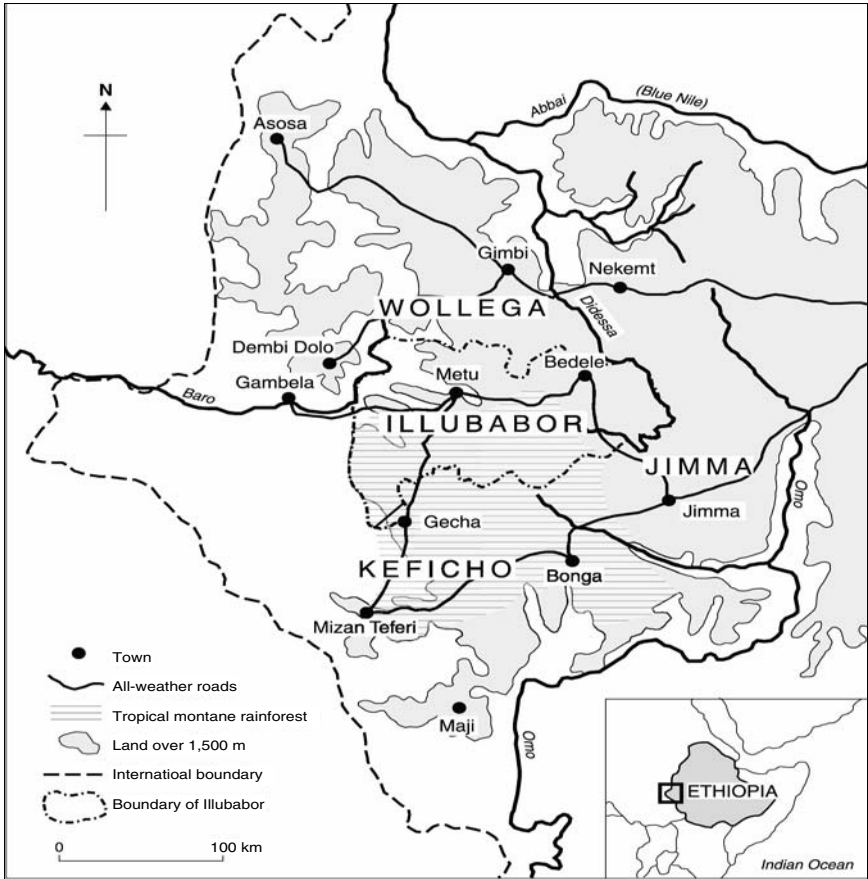 N
Abbai
(Blue Nile)
Asosa
Gimbi
Nekemt
WOLLEGA
Didessa
Dembi Dolo
Bedele
Metu
Gambela
Baro
ILLUBABOR
JIMMA
Omo
Jimma
Gecha
KEFICHO
Bonga
Mizan Teferi
Maji
Omo
Town
All-weather roads
Tropical montane rainforest
Land over 1,500 m
Internatioal boundary
Boundary of Illubabor
0
100 km
ETHIOPIA
Indian Ocean